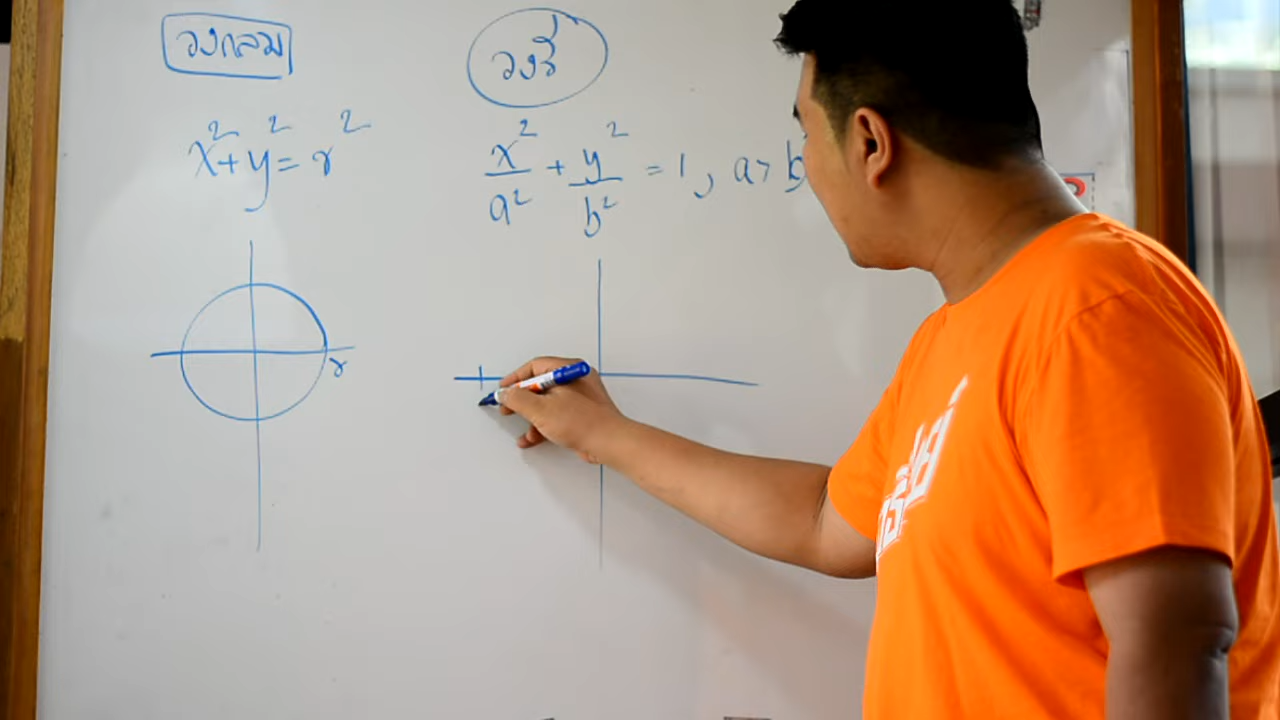 วงกลม
x² + y² = r²
r
วงรี
x²/a² + y²/b² = 1, a > b